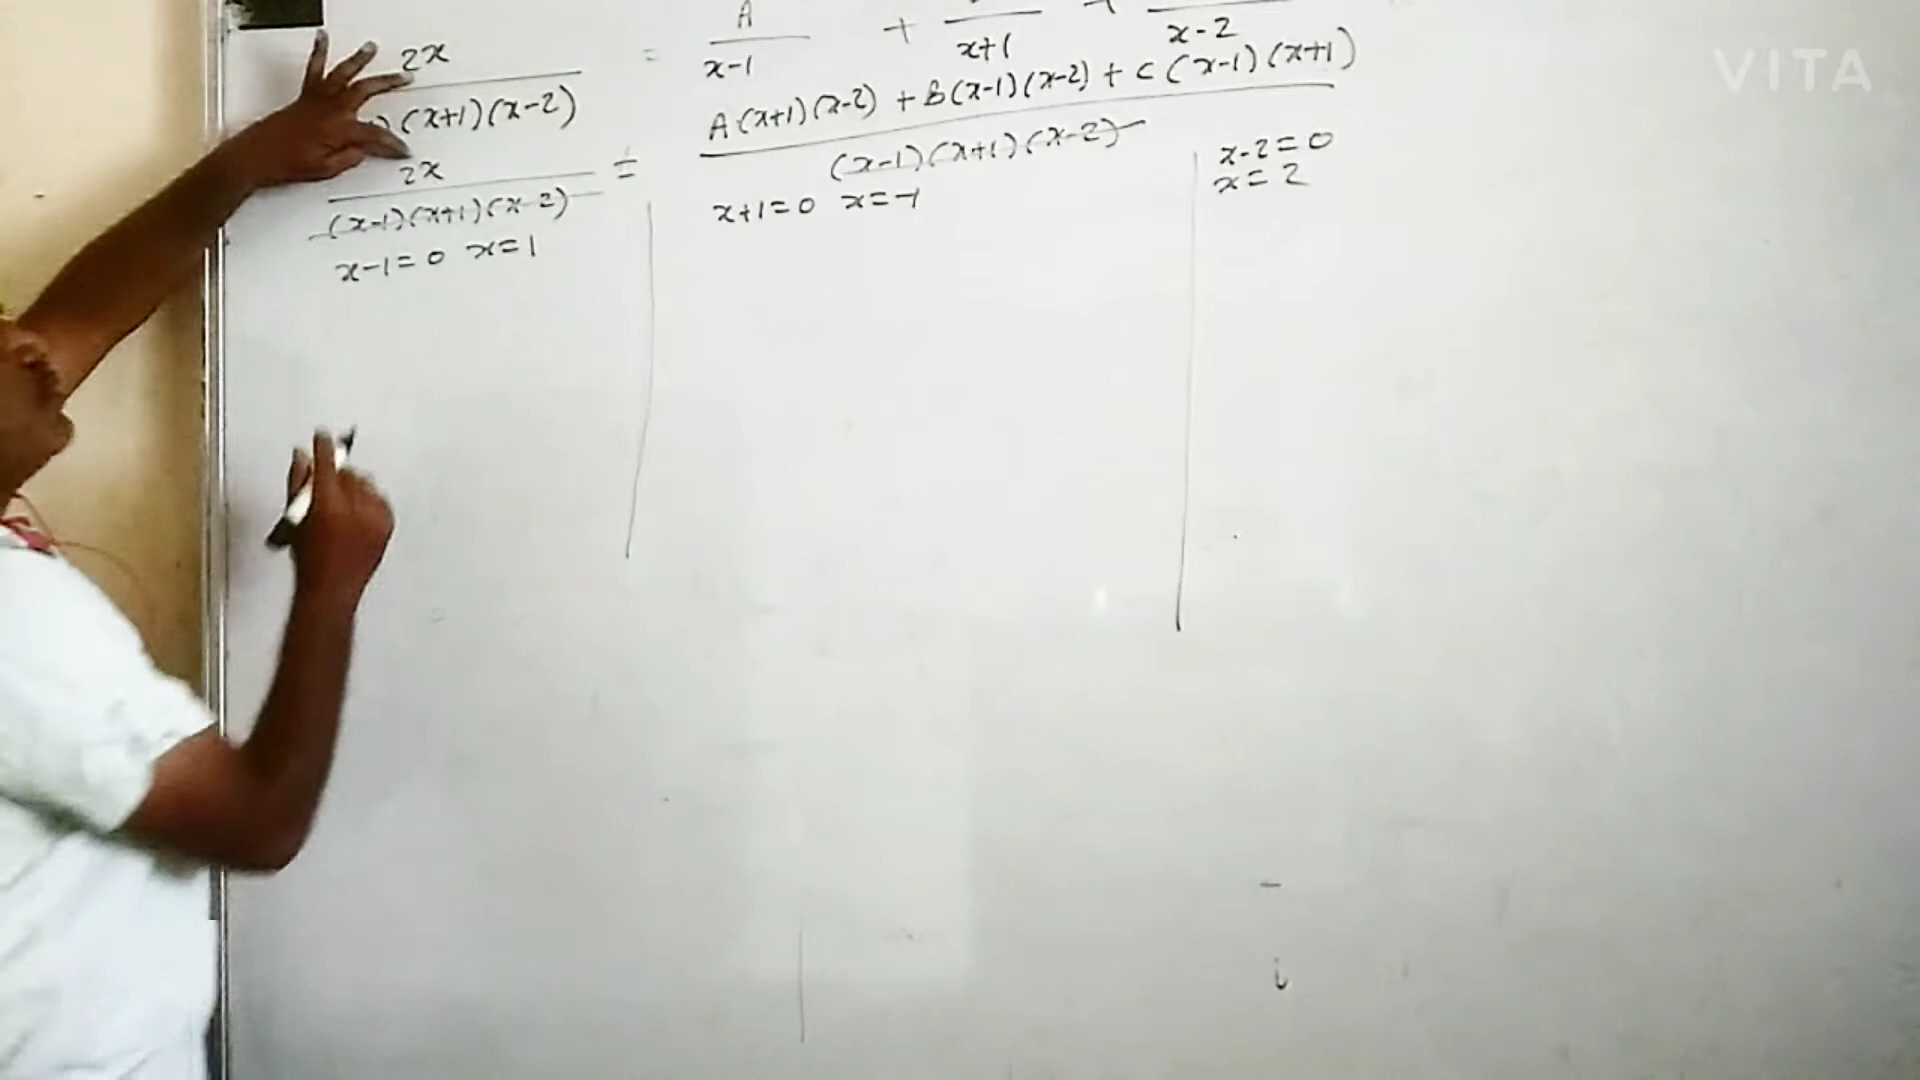 2x = A +
(x+1)(x-2) x-1 x+1 x-2
2x = A(x+1)(x-2) + B(x-1)(x-2) + C(x-1)(x+1)
(x-1)(x+1)(x-2) (x-1)(x+1)(x-2)
x-1=0 x=1
x+1=0 x=-1
x-2=0
x=2
VITA